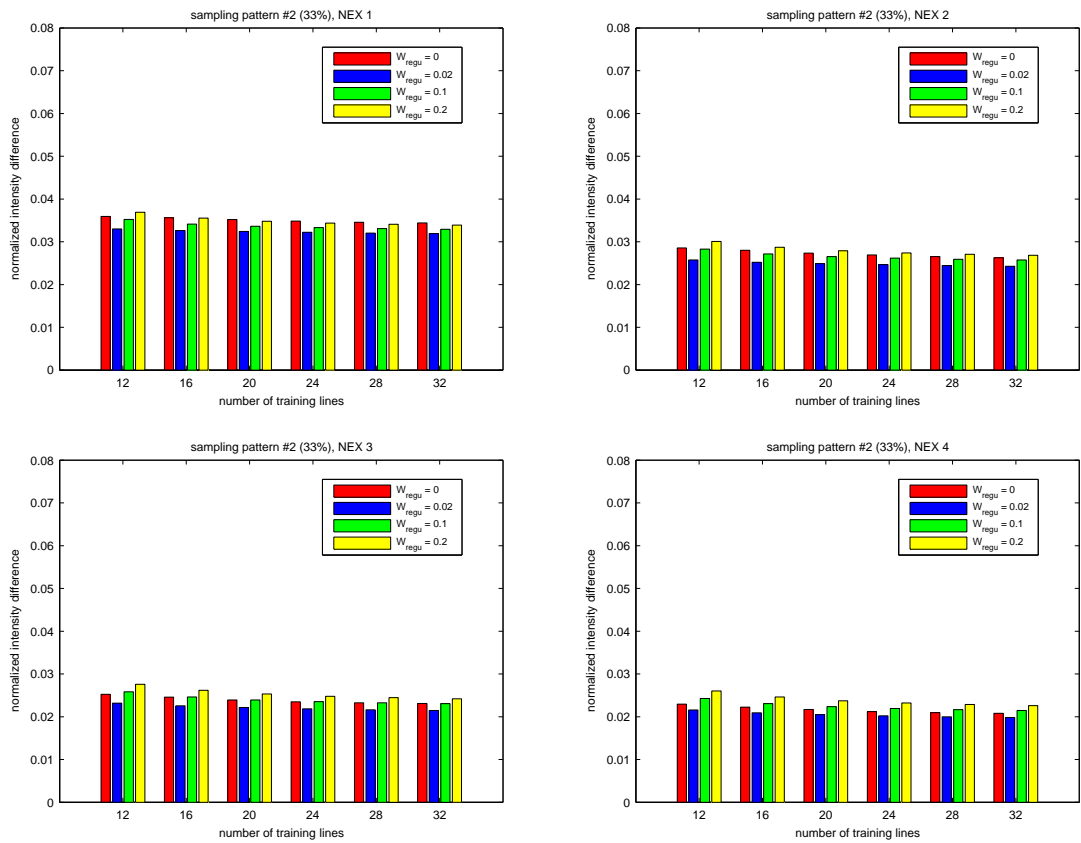 sampling pattern #2 (33%), NEX 1
0.08
0.07
0.06
0.05
0.04
0.03
0.02
0.01
0
normalized intensity difference
W_regu = 0
W_regu = 0.02
W_regu = 0.1
W_regu = 0.2
12 16 20 24 28 32
number of training lines
sampling pattern #2 (33%), NEX 2
0.08
0.07
0.06
0.05
0.04
0.03
0.02
0.01
0
normalized intensity difference
W_regu = 0
W_regu = 0.02
W_regu = 0.1
W_regu = 0.2
12 16 20 24 28 32
number of training lines
sampling pattern #2 (33%), NEX 3
0.08
0.07
0.06
0.05
0.04
0.03
0.02
0.01
0
normalized intensity difference
W_regu = 0
W_regu = 0.02
W_regu = 0.1
W_regu = 0.2
12 16 20 24 28 32
number of training lines
sampling pattern #2 (33%), NEX 4
0.08
0.07
0.06
0.05
0.04
0.03
0.02
0.01
0
normalized intensity difference
W_regu = 0
W_regu = 0.02
W_regu = 0.1
W_regu = 0.2
12 16 20 24 28 32
number of training lines